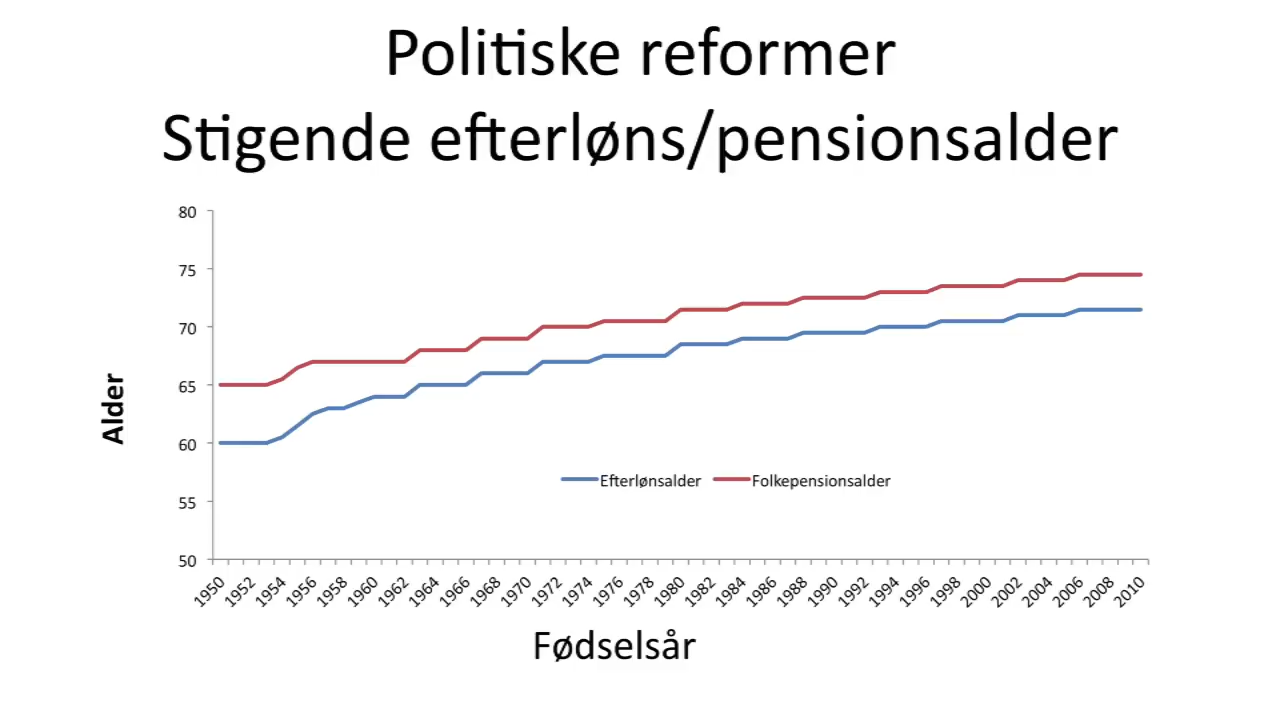 Politiske reformer
Stigende efterløns/pensionsalder
80
75
70
65
60
55
50
Alder
Efterlønsalder Folkepensionsalder
1950 1952 1954 1956 1958 1960 1962 1964 1966 1968 1970 1972 1974 1976 1978 1980 1982 1984 1986 1988 1990 1992 1994 1996 1998 2000 2002 2004 2006 2008 2010
Fødselsår